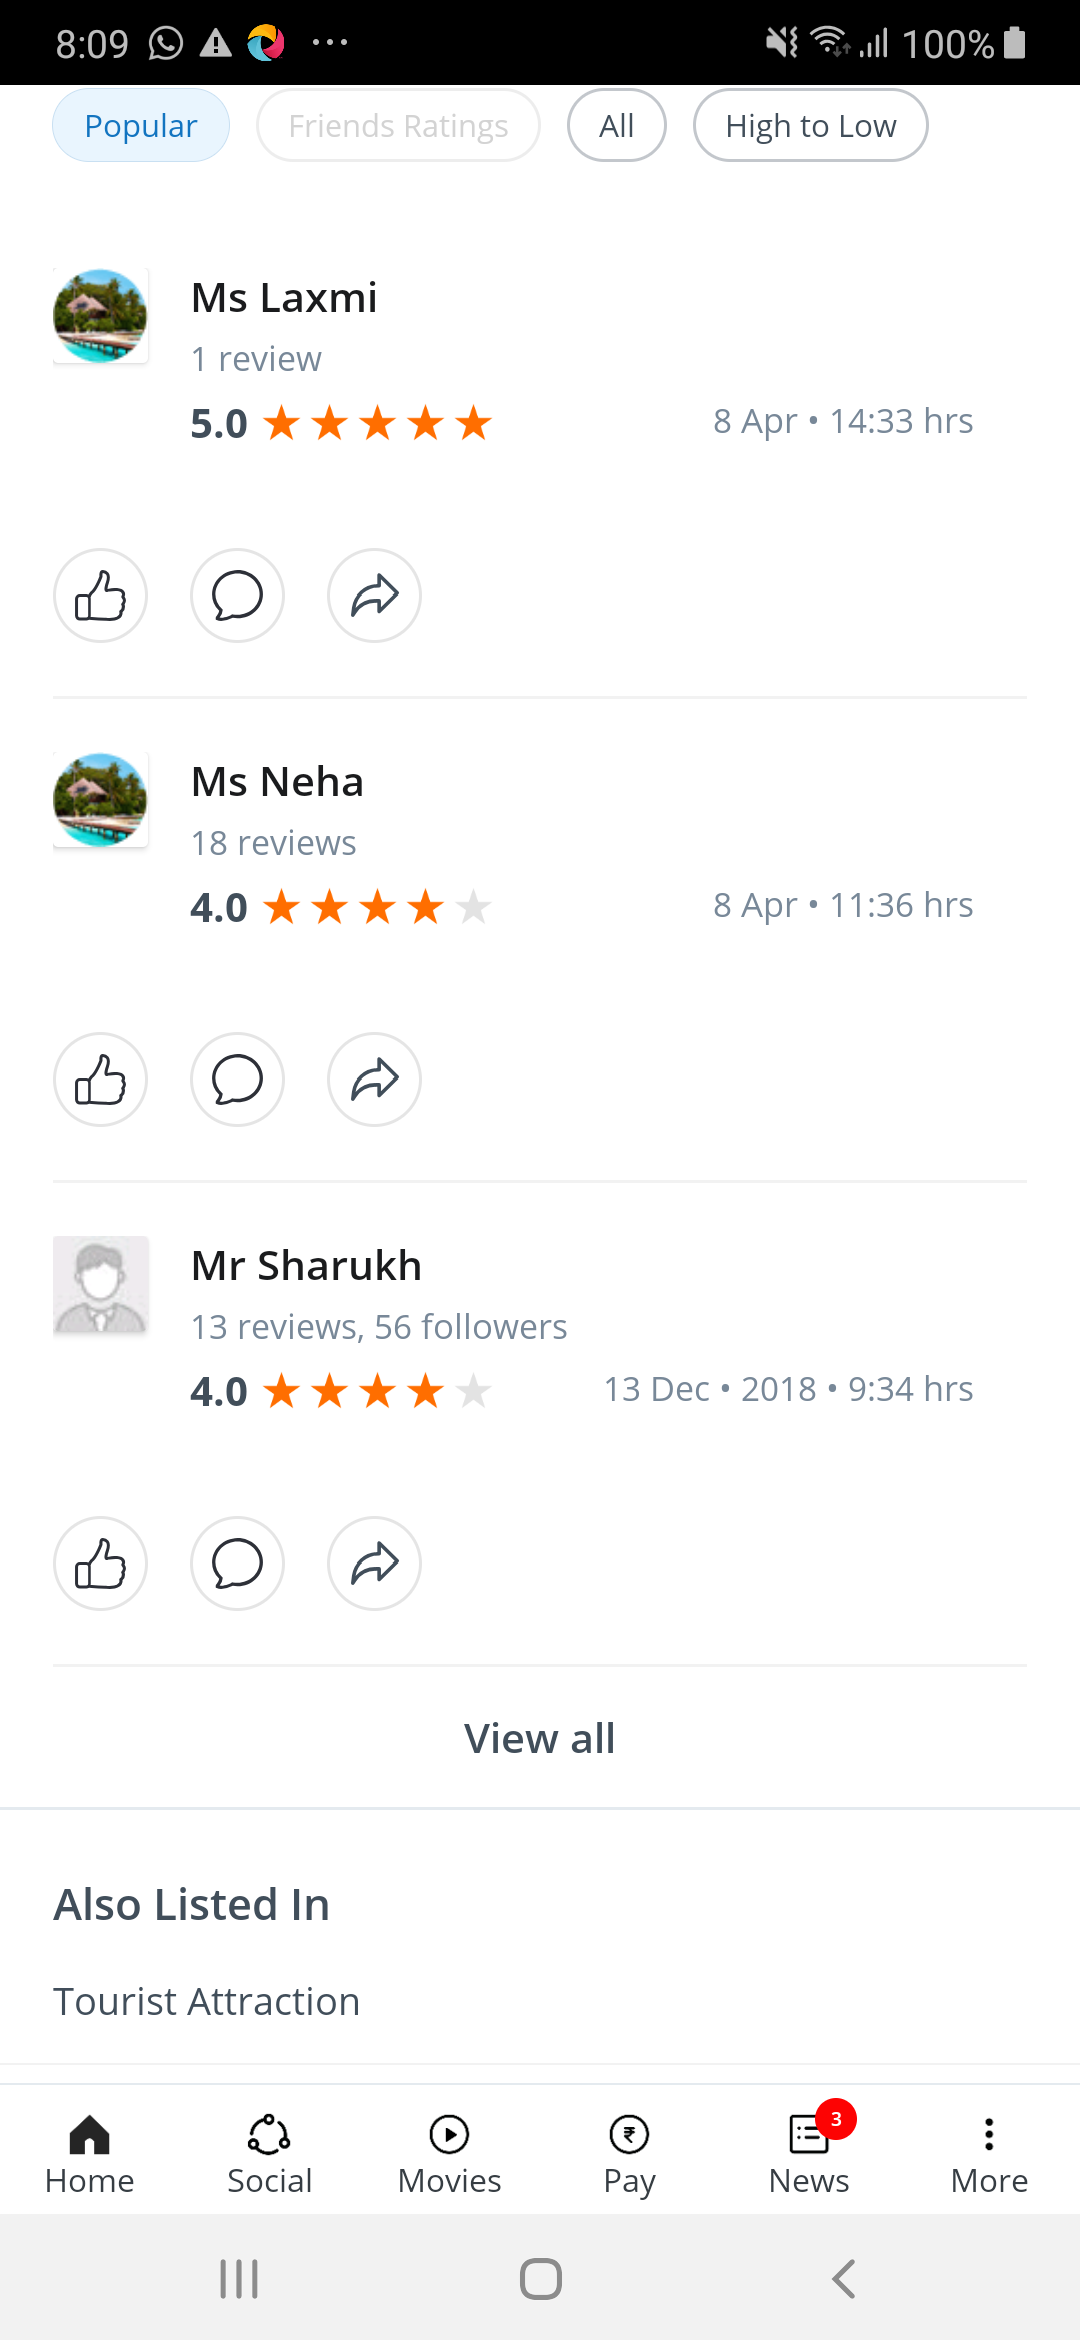 8:09 100%
Popular Friends Ratings All High to Low
Ms Laxmi
1 review
5.0 8 Apr • 14:33 hrs
Ms Neha
18 reviews
4.0 8 Apr • 11:36 hrs
Mr Sharukh
13 reviews, 56 followers
4.0 13 Dec • 2018 • 9:34 hrs
View all
Also Listed In
Tourist Attraction
3
Home Social Movies Pay News More